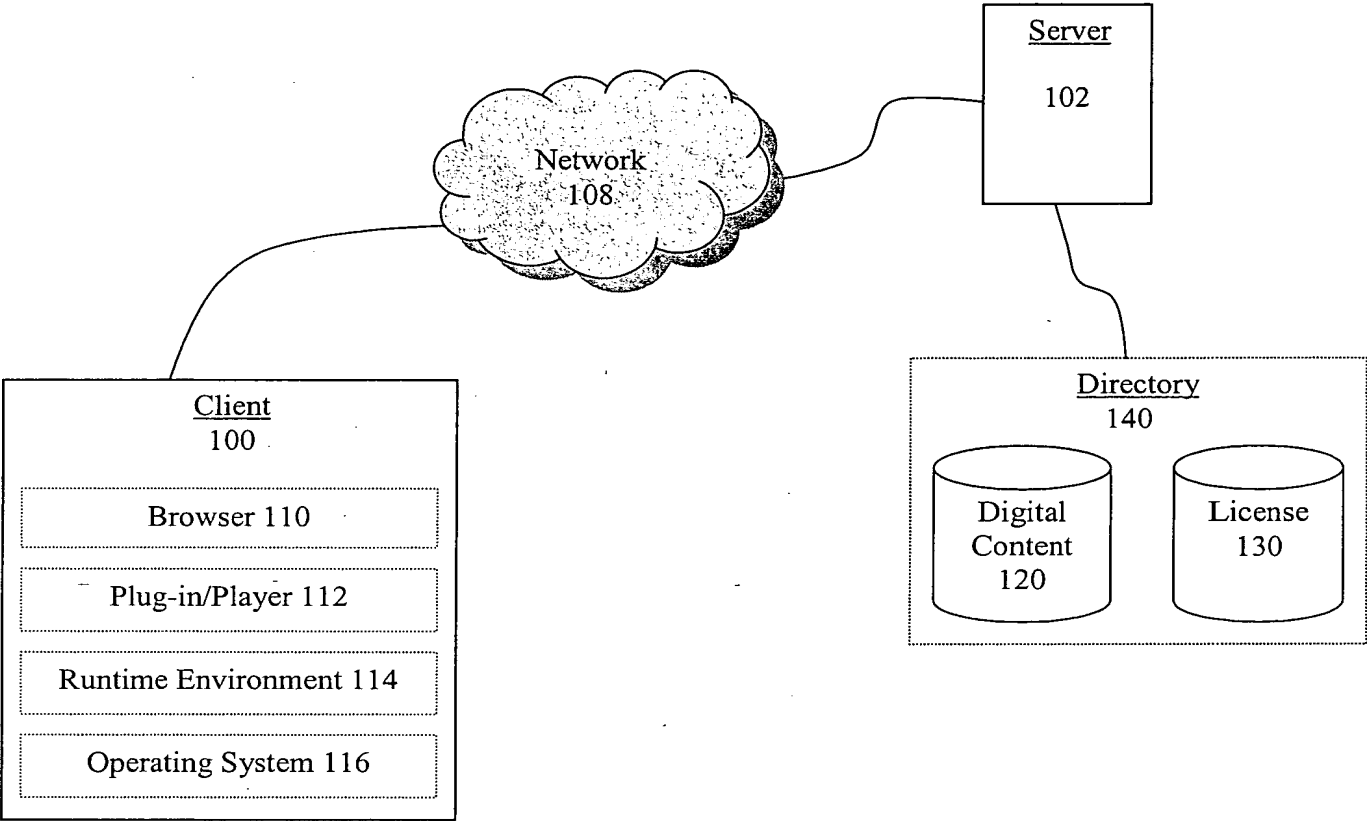 Server
102
Network
108
Client
100
Browser 110
Plug-in/Player 112
Runtime Environment 114
Operating System 116
Directory
140
Digital
Content
120
License
130